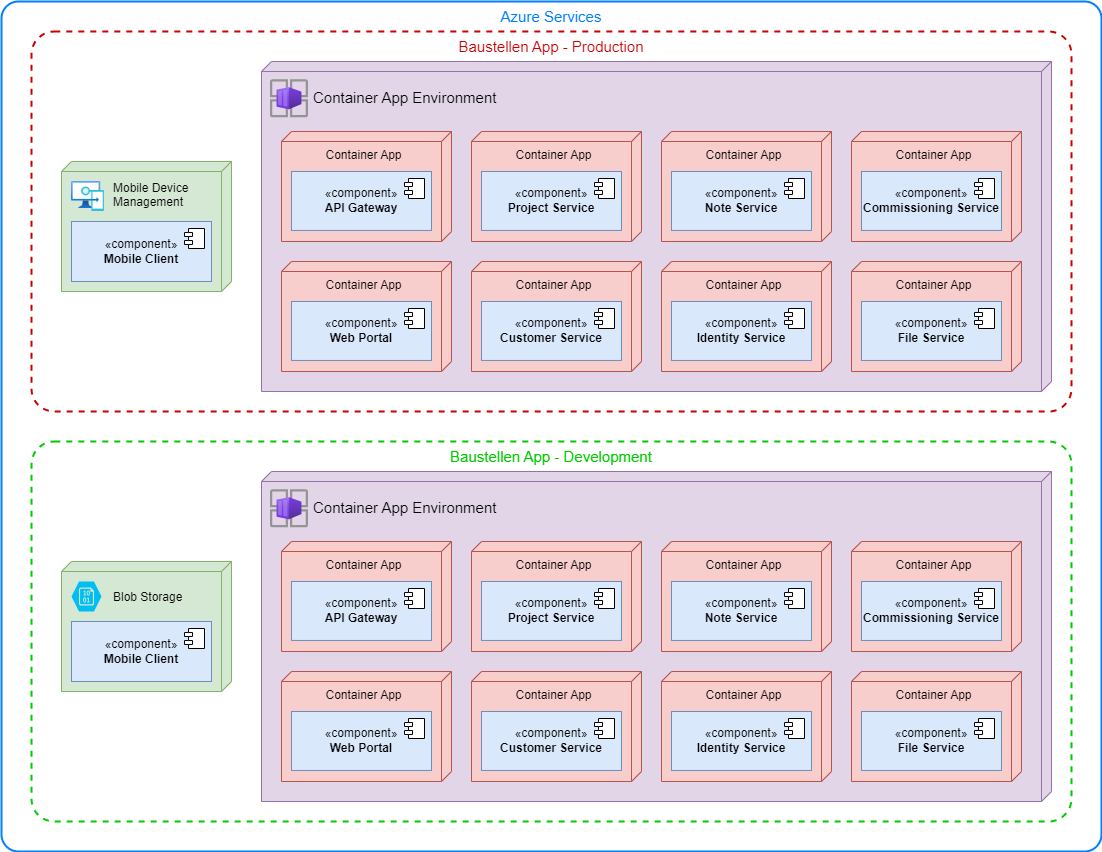 Azure Services
Baustellen App - Production
Container App Environment
Container App
Container App
Container App
Container App
«component»
API Gateway
«component»
Project Service
«component»
Note Service
«component»
Commissioning Service
Mobile Device
Management
«component»
Mobile Client
Container App
Container App
Container App
Container App
«component»
Web Portal
«component»
Customer Service
«component»
Identity Service
«component»
File Service
Baustellen App - Development
Container App Environment
Container App
Container App
Container App
Container App
«component»
API Gateway
«component»
Project Service
«component»
Note Service
«component»
Commissioning Service
10
01
Blob Storage
«component»
Mobile Client
Container App
Container App
Container App
Container App
«component»
Web Portal
«component»
Customer Service
«component»
Identity Service
«component»
File Service